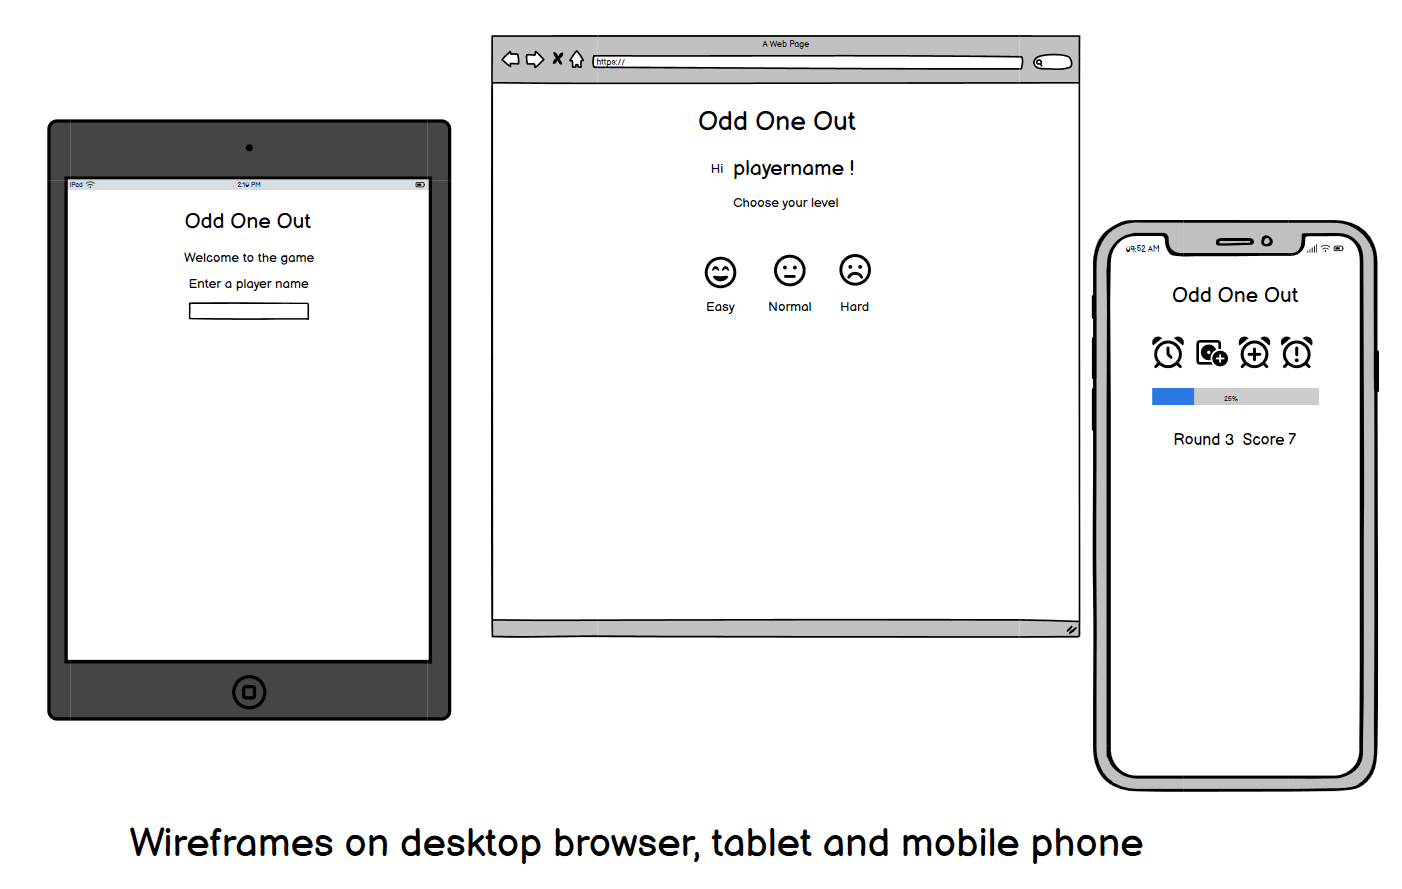 iPad
2:10 PM
Odd One Out
Welcome to the game
Enter a player name
A Web Page
https://
Odd One Out
Hi playername !
Choose your level
Easy Normal Hard
09:52 AM
Odd One Out
25%
Round 3 Score 7
Wireframes on desktop browser, tablet and mobile phone